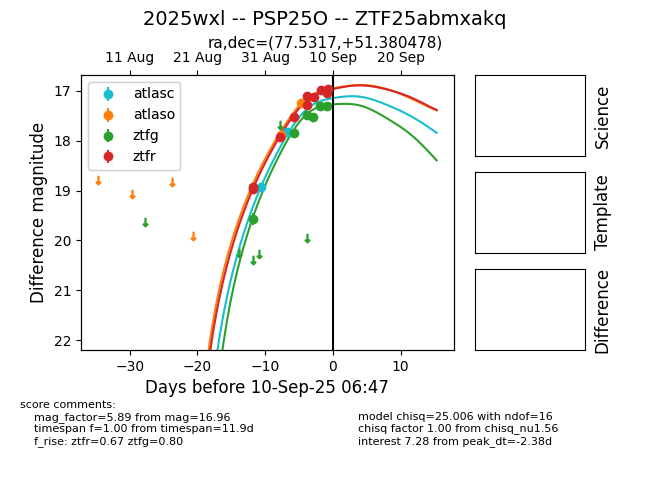 2025wxl -- PSP25O -- ZTF25abmxakq
ra,dec=(77.5317,+51.380478)
11 Aug 21 Aug 31 Aug 10 Sep 20 Sep
atlasc
atlaso
ztfg
ztfr
17
18
19
20
21
22
Difference magnitude
−30 −20 −10 0 10
Days before 10-Sep-25 06:47
Science
Template
Difference
score comments:
mag_factor=5.89 from mag=16.96
timespan f=1.00 from timespan=11.9d
f_rise: ztfr=0.67 ztfg=0.80
model chisq=25.006 with ndof=16
chisq factor 1.00 from chisq_nu1.56
interest 7.28 from peak_dt=-2.38d